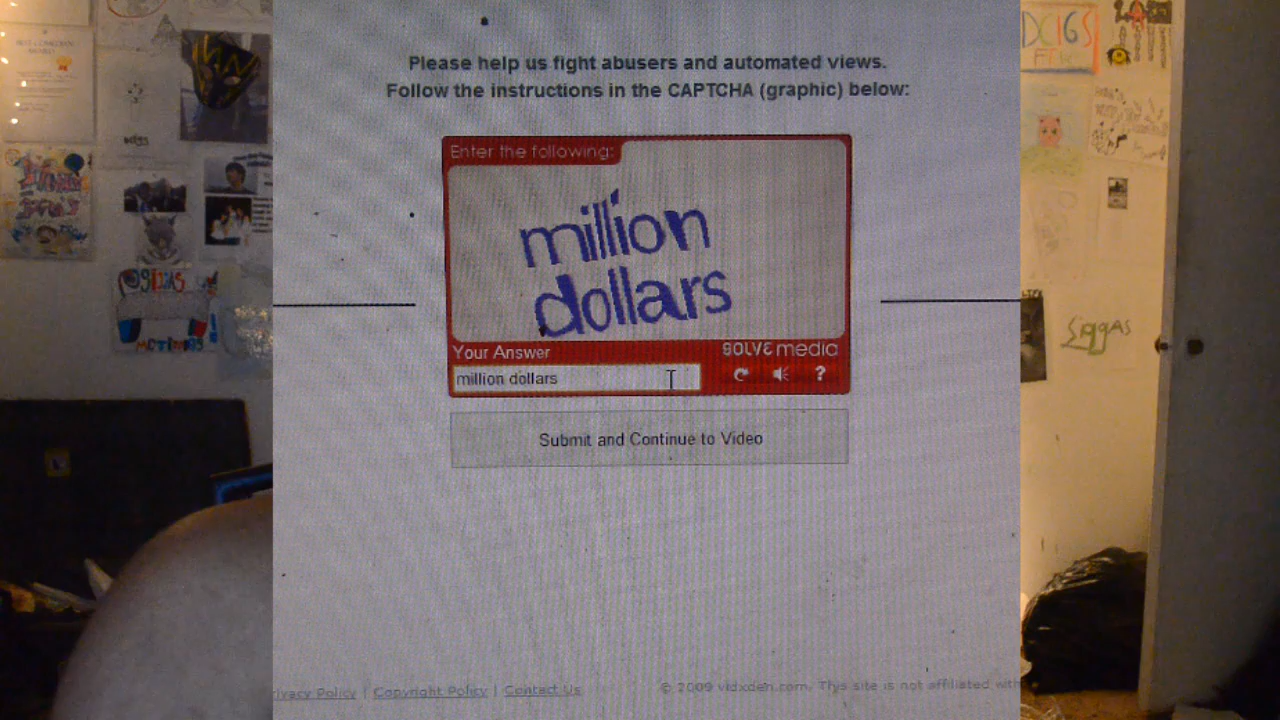 Please help us fight abusers and automated views.
Follow the instructions in the CAPTCHA (graphic) below:
Enter the following:
million
dollars
Your Answer
solve media
million dollars
?
Submit and Continue to Video
rivacy Policy | Copyright Policy | Contact Us
© 2009 vidxden.com. This site is not affiliated with
DCIGS